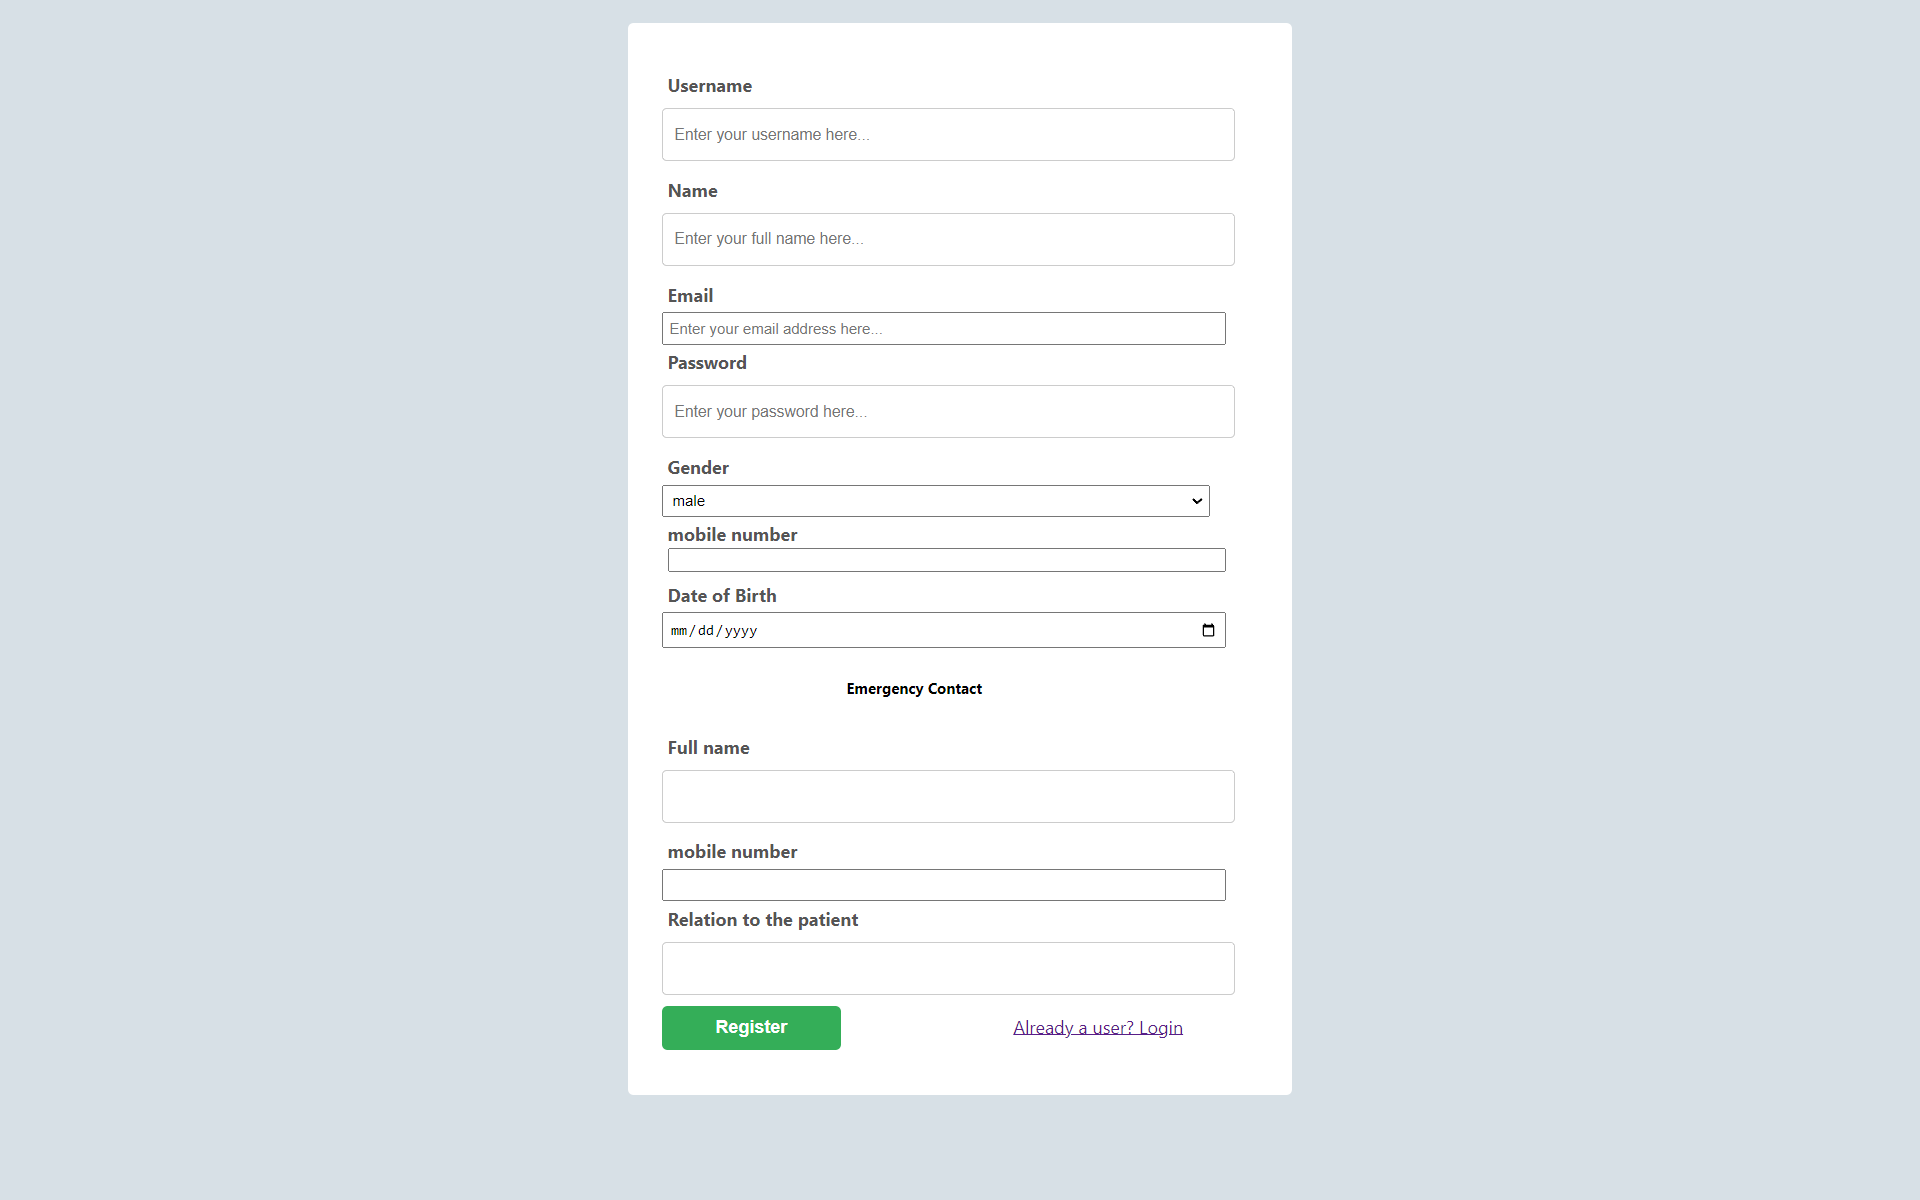 Username
Enter your username here...
Name
Enter your full name here...
Email
Enter your email address here...
Password
Enter your password here...
Gender
male
mobile number
Date of Birth
mm/dd/yyyy
Emergency Contact
Full name
mobile number
Relation to the patient
Register
Already a user? Login